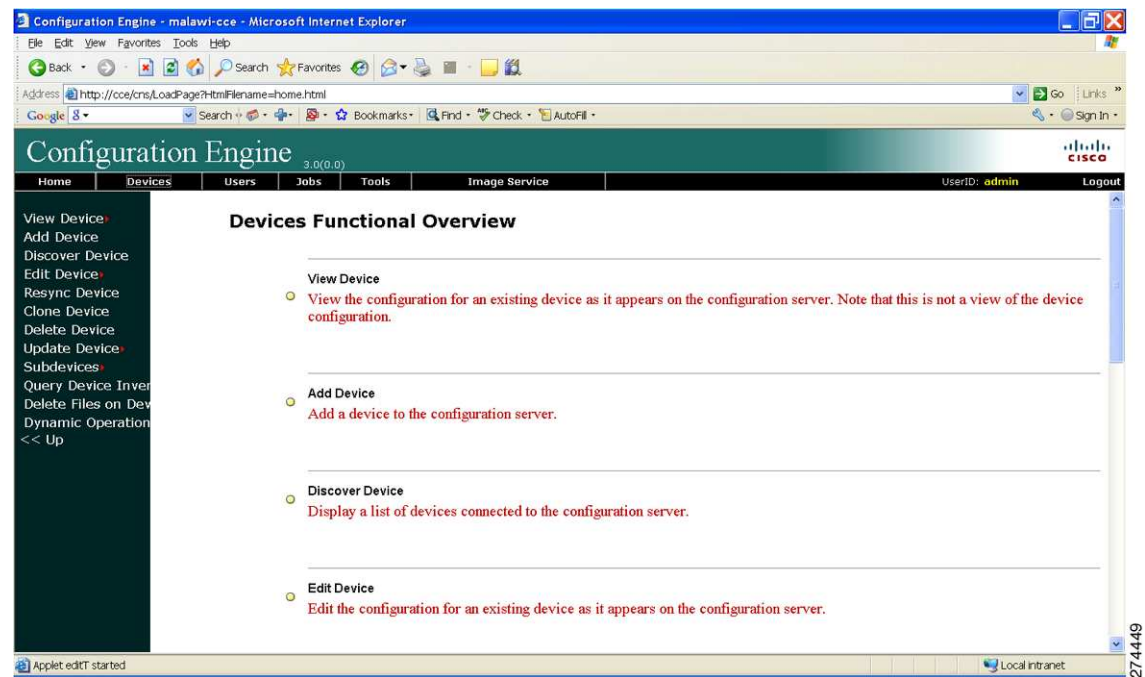 Configuration Engine - malawi-cce - Microsoft Internet Explorer
File Edit View Favorites Tools Help
Back Search Favorites
Address http://cce/cns/LoadPage?HtmlFilename=home.html Go Links »
Google Search Bookmarks Find Check AutoFill Sign In
Configuration Engine 3.0(0.0)
CISCO
Home Devices Users Jobs Tools Image Service UserID: admin Logout
View Device
Add Device
Discover Device
Edit Device
Resync Device
Clone Device
Delete Device
Update Device
Subdevices
Query Device Inver
Delete Files on Dev
Dynamic Operation
<< Up
Devices Functional Overview
View Device
View the configuration for an existing device as it appears on the configuration server. Note that this is not a view of the device
configuration.
Add Device
Add a device to the configuration server.
Discover Device
Display a list of devices connected to the configuration server.
Edit Device
Edit the configuration for an existing device as it appears on the configuration server.
Applet editT started Local intranet
274449